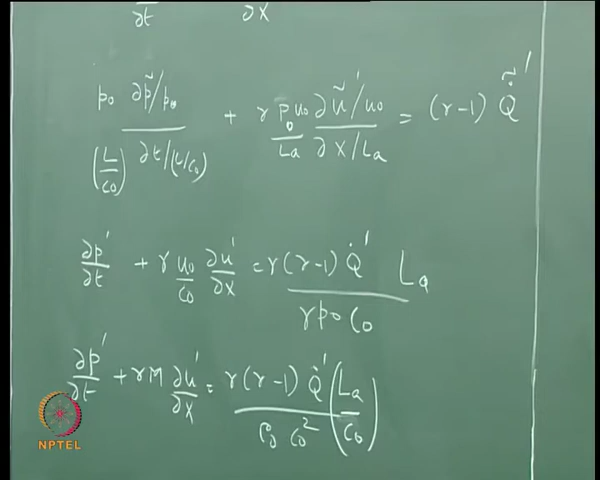 ∂t ∂x
p₀ ∂p̃/p₀ / (L/c₀) ∂t/(L/c₀) + γ p₀ u₀/La ∂ũ'/u₀ / ∂x/La = (γ-1) Q̃̇'
∂p'/∂t + γ u₀/c₀ ∂u'/∂x = γ(γ-1) Q̇' La / γ p₀ c₀
∂p'/∂t + γM ∂u'/∂x = γ(γ-1) Q̇' / ρ₀ c₀² (La/c₀)
NPTEL